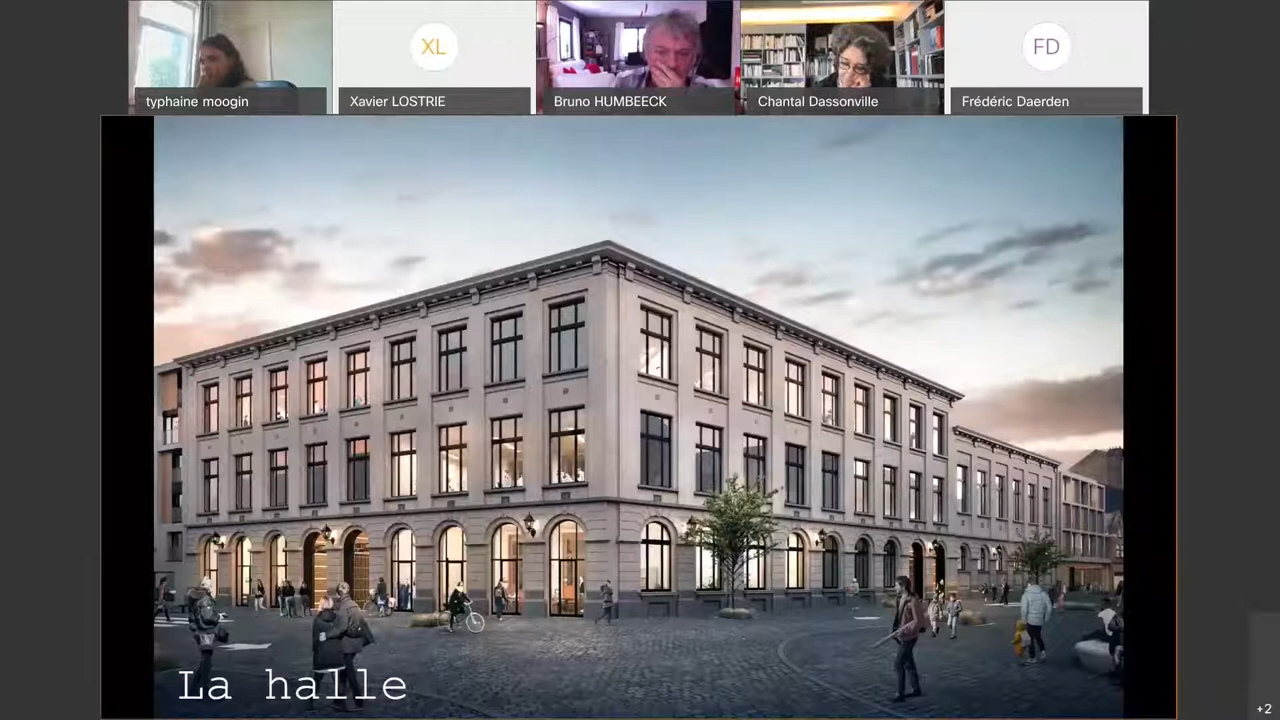 XL
FD
typhaine moogin
Xavier LOSTRIE
Bruno HUMBEECK
Chantal Dassonville
Frédéric Daerden
La halle
+2